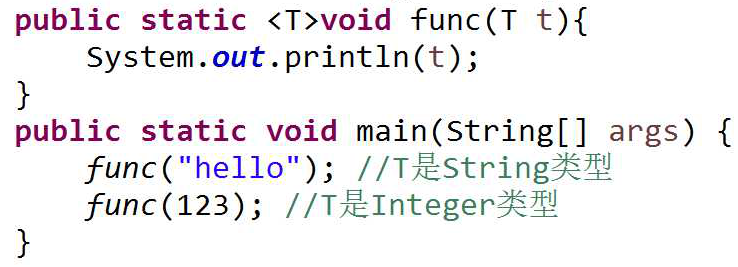 public static <T>void func(T t){
    System.out.println(t);
}
public static void main(String[] args) {
    func("hello"); //T是String类型
    func(123); //T是Integer类型
}